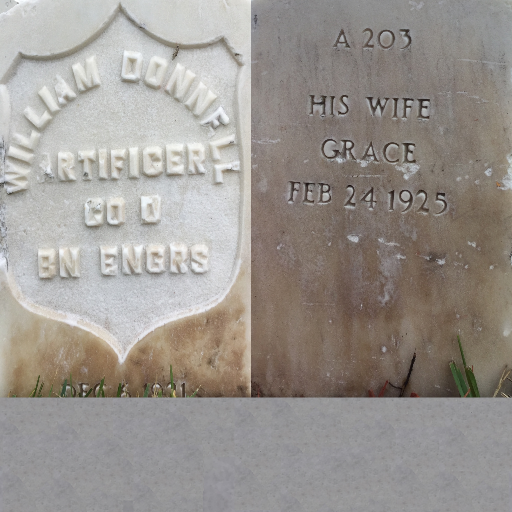 WILLIAM DONNELL
ARTIFICER
CO D
BN ENGRS
A 203
HIS WIFE
GRACE
FEB 24 1925